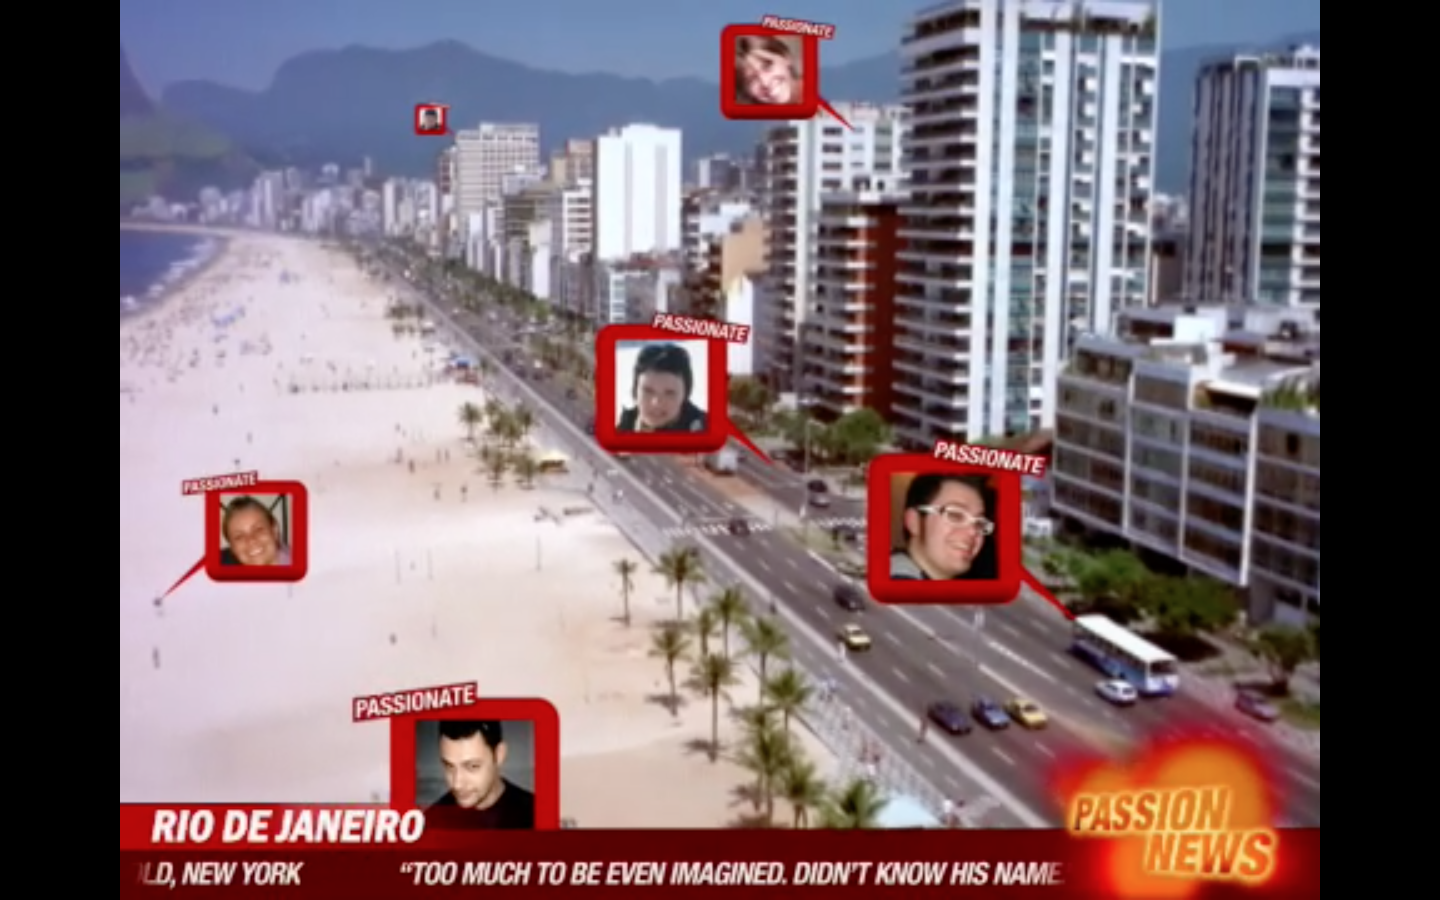 PASSIONATE
PASSIONATE
PASSIONATE
PASSIONATE
PASSIONATE
RIO DE JANEIRO
PASSION
NEWS
LD, NEW YORK “TOO MUCH TO BE EVEN IMAGINED. DIDN'T KNOW HIS NAME.